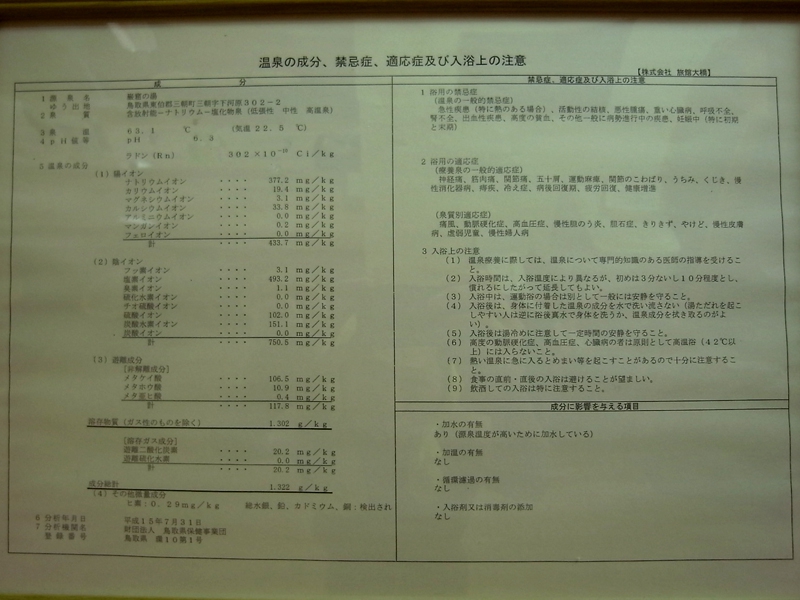 温泉の成分、禁忌症、適応症及び入浴上の注意
【株式会社 旅館大橋】
成 分
1 源 泉 名
ゆう出地 鳥取県東伯郡三朝町三朝字下河原302-2
2 泉 質 含放射能-ナトリウム-塩化物泉(低張性 中性 高温泉)
3 泉 温 63.1 ℃ (気温22.5 ℃)
4 pH値等 pH 6.3
ラドン(Rn) 302×10⁻¹⁰ Ci/kg
5 温泉の成分
(1)陽イオン
ナトリウムイオン ‥‥ 377.2 mg/kg
カリウムイオン ‥‥ 19.4 mg/kg
マグネシウムイオン ‥‥ 3.1 mg/kg
カルシウムイオン ‥‥ 33.8 mg/kg
アルミニウムイオン ‥‥ 0.0 mg/kg
マンガンイオン ‥‥ 0.2 mg/kg
フェロイオン ‥‥ 0.0 mg/kg
計 433.7 mg/kg
(2)陰イオン
フッ素イオン ‥‥ 3.1 mg/kg
塩素イオン ‥‥ 493.2 mg/kg
臭素イオン ‥‥ 1.1 mg/kg
硫化水素イオン ‥‥ 0.0 mg/kg
チオ硫酸イオン ‥‥ 0.0 mg/kg
硫酸イオン ‥‥ 102.0 mg/kg
炭酸水素イオン ‥‥ 151.1 mg/kg
炭酸イオン ‥‥ 0.0 mg/kg
計 750.5 mg/kg
(3)遊離成分
[非解離成分]
メタケイ酸 ‥‥ 106.5 mg/kg
メタホウ酸 ‥‥ 10.9 mg/kg
メタ亜ヒ酸 ‥‥ 0.4 mg/kg
計 117.8 mg/kg
溶存物質(ガス性のものを除く) 1.302 g/kg
[溶存ガス成分]
遊離二酸化炭素 ‥‥ 20.2 mg/kg
遊離硫化水素 ‥‥ 0.0 mg/kg
計 20.2 mg/kg
成分総計 1.322 g/kg
(4)その他微量成分
ヒ素:0.29mg/kg 総水銀、鉛、カドミウム、銅:検出され
6 分析年月日 平成15年7月31日
7 分析機関名 財団法人 鳥取県保健事業団
登録番号 鳥取県 薬10第1号
禁忌症、適応症及び入浴上の注意
1 浴用の禁忌症
(温泉の一般的禁忌症)
急性疾患(特に熱のある場合)、活動性の結核、悪性腫瘍、重い心臓病、呼吸不全、
腎不全、出血性疾患、高度の貧血、その他一般に病勢進行中の疾患、妊娠中(特に初期
と末期)
2 浴用の適応症
(療養泉の一般的適応症)
神経痛、筋肉痛、関節痛、五十肩、運動麻痺、関節のこわばり、うちみ、くじき、慢
性消化器病、痔疾、冷え症、病後回復期、疲労回復、健康増進
(泉質別適応症)
痛風、動脈硬化症、高血圧症、慢性胆のう炎、胆石症、きりきず、やけど、慢性皮膚
病、虚弱児童、慢性婦人病
3 入浴上の注意
(1) 温泉療養に際しては、温泉について専門的知識のある医師の指導を受けるこ
と。
(2) 入浴時間は、入浴温度により異なるが、初めは3分ないし10分程度とし、
慣れるにしたがって延長してもよい。
(3) 入浴中は、運動浴の場合は別として一般には安静を守ること。
(4) 入浴後は、身体に付着した温泉の成分を水で洗い流さない(湯ただれを起こ
しやすい人は逆に浴後真水で身体を洗うか、温泉成分を拭き取るのがよ
い)。
(5) 入浴後は湯冷めに注意して一定時間の安静を守ること。
(6) 高度の動脈硬化症、高血圧症、心臓病の者は原則として高温浴(42℃以
上)には入らないこと。
(7) 熱い温泉に急に入るとめまい等を起こすことがあるので十分に注意するこ
と。
(8) 食事の直前・直後の入浴は避けることが望ましい。
(9) 飲酒しての入浴は特に注意すること。
成分に影響を与える項目
・加水の有無
あり(源泉温度が高いために加水している)
・加温の有無
なし
・循環濾過の有無
なし
・入浴剤又は消毒剤の添加
なし